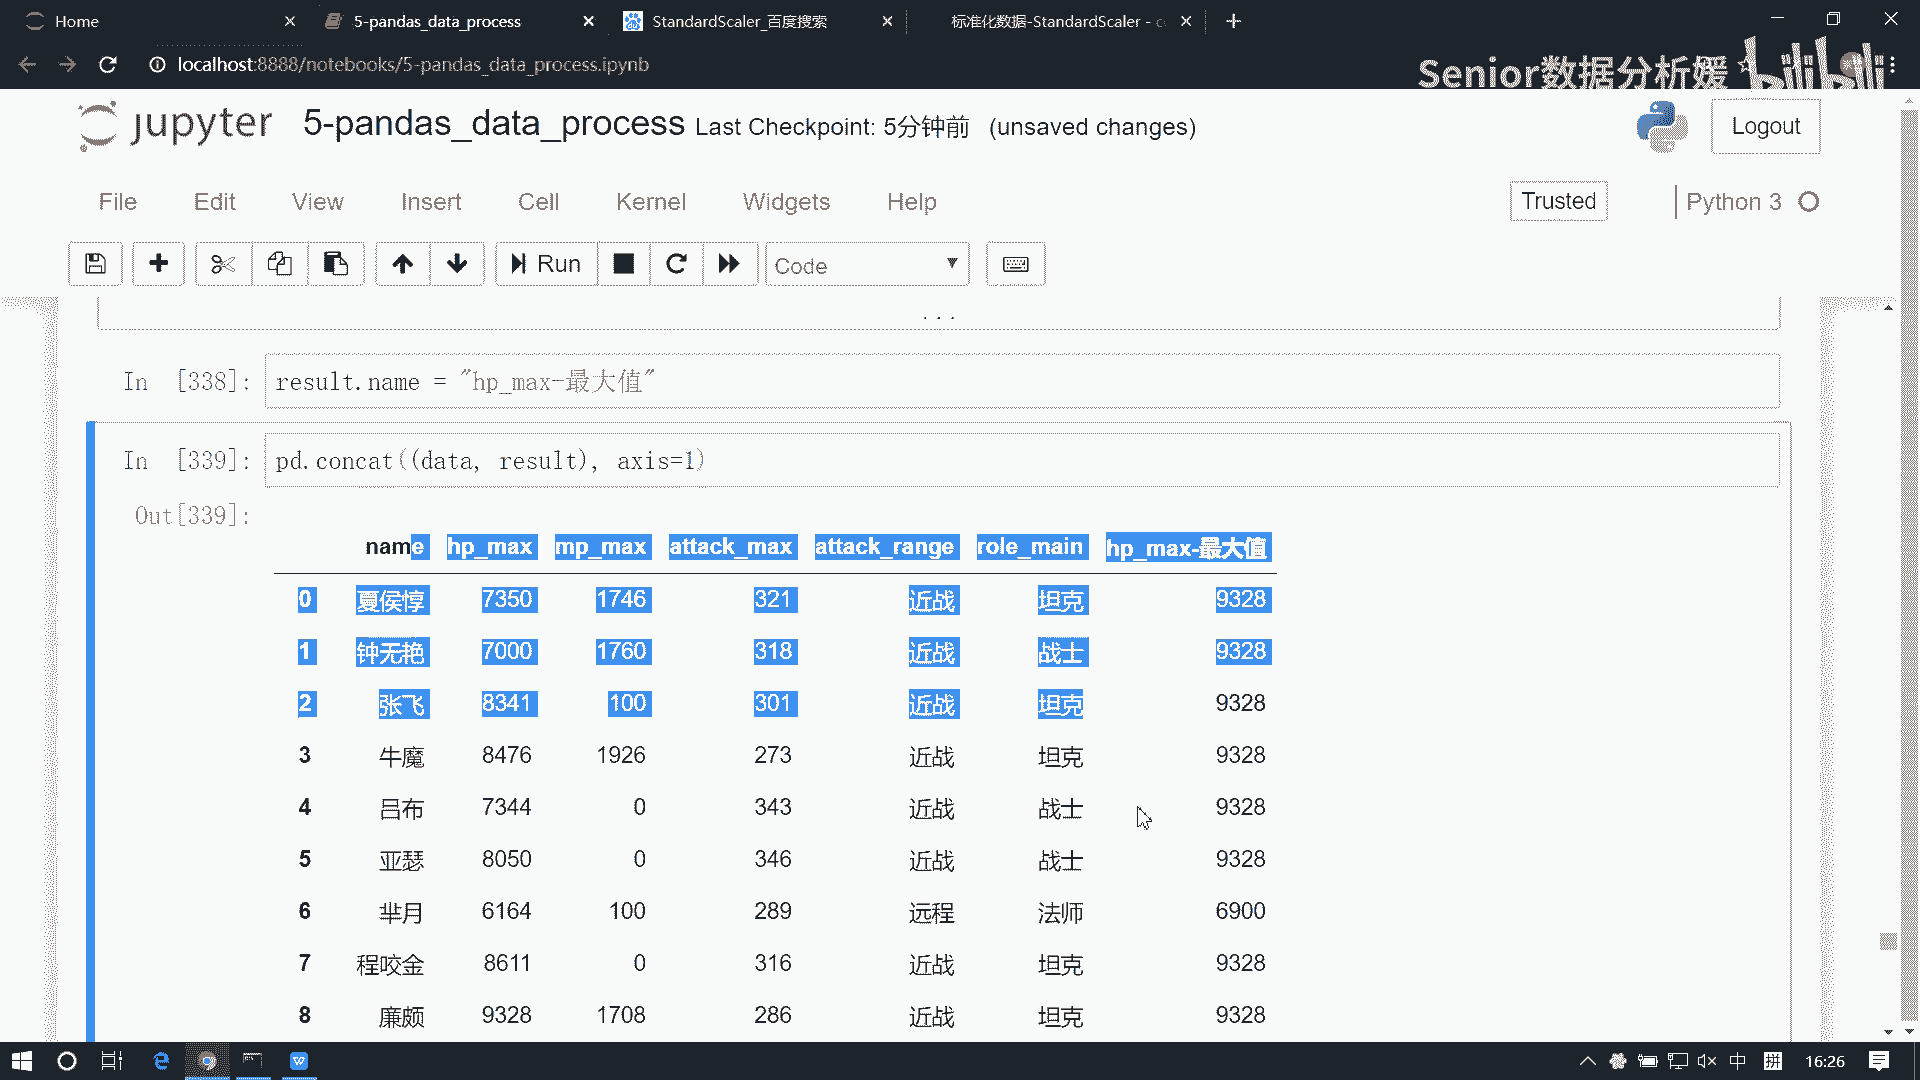 Home
5-pandas_data_process
StandardScaler_百度搜索
标准化数据-StandardScaler - c
localhost:8888/notebooks/5-pandas_data_process.ipynb
Senior数据分析媛
bilibili
jupyter 5-pandas_data_process Last Checkpoint: 5分钟前 (unsaved changes)
Logout
File Edit View Insert Cell Kernel Widgets Help
Trusted
Python 3
Run
Code
...
In [338]: result.name = "hp_max-最大值"
In [339]: pd.concat((data, result), axis=1)
Out[339]:
name hp_max mp_max attack_max attack_range role_main hp_max-最大值
0 夏侯惇 7350 1746 321 近战 坦克 9328
1 钟无艳 7000 1760 318 近战 战士 9328
2 张飞 8341 100 301 近战 坦克 9328
3 牛魔 8476 1926 273 近战 坦克 9328
4 吕布 7344 0 343 近战 战士 9328
5 亚瑟 8050 0 346 近战 战士 9328
6 芈月 6164 100 289 远程 法师 6900
7 程咬金 8611 0 316 近战 坦克 9328
8 廉颇 9328 1708 286 近战 坦克 9328
中
拼
16:26